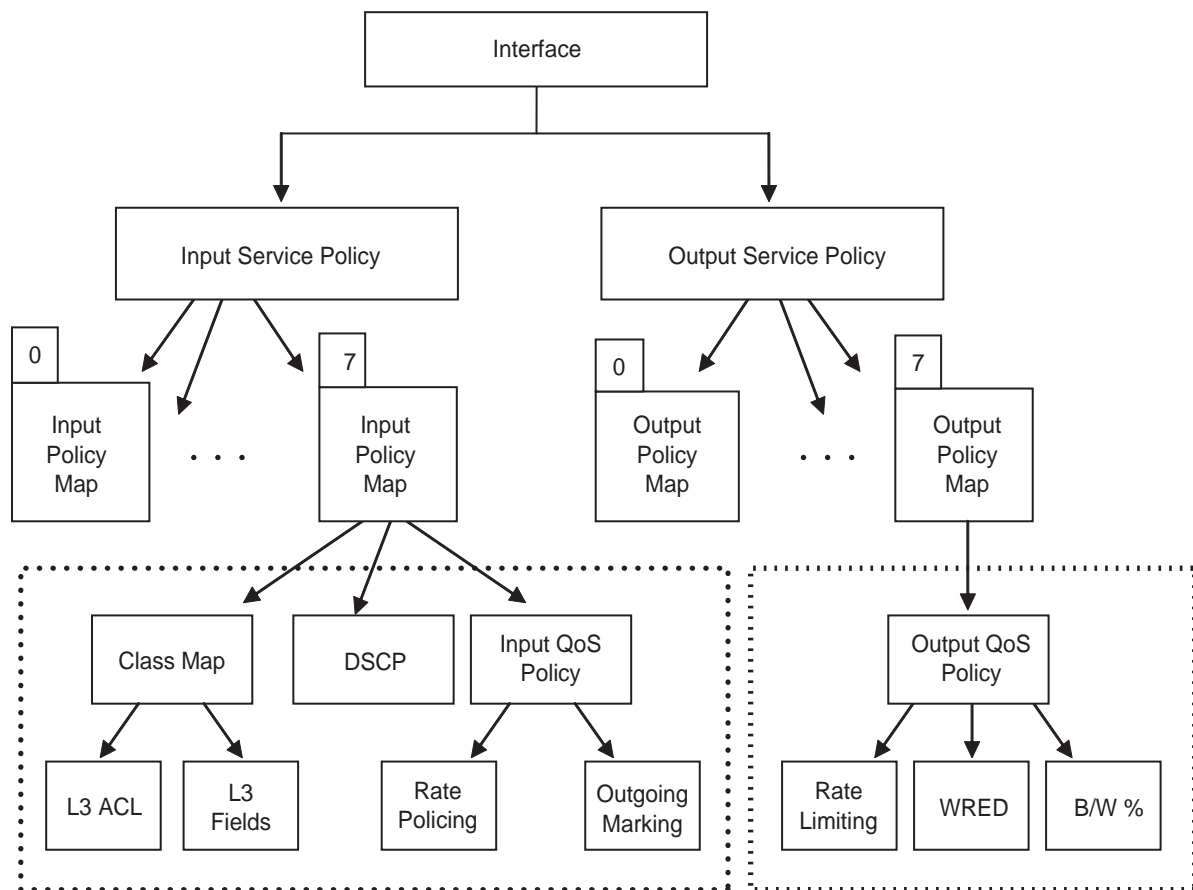 Interface
Input Service Policy
Output Service Policy
0
7
0
7
Input
Policy
Map
. . .
Input
Policy
Map
Output
Policy
Map
. . .
Output
Policy
Map
Class Map
DSCP
Input QoS
Policy
Output QoS
Policy
L3 ACL
L3
Fields
Rate
Policing
Outgoing
Marking
Rate
Limiting
WRED
B/W %